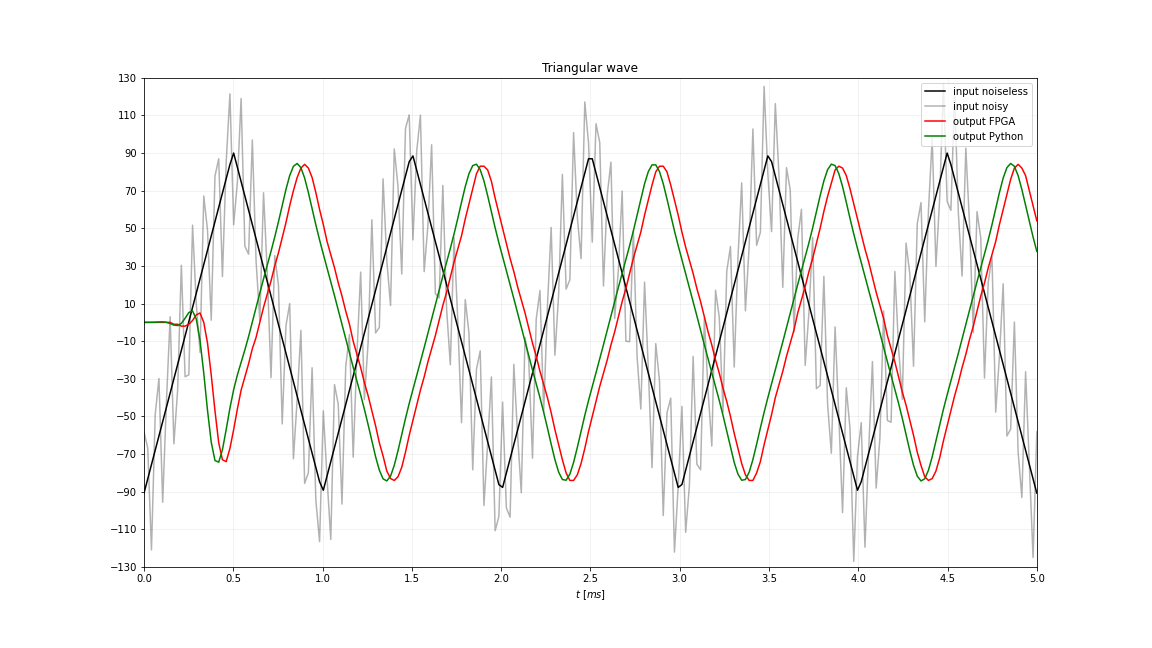 Triangular wave
130
110
90
70
50
30
10
−10
−30
−50
−70
−90
−110
−130
input noiseless
input noisy
output FPGA
output Python
0.0 0.5 1.0 1.5 2.0 2.5 3.0 3.5 4.0 4.5 5.0
t [ms]